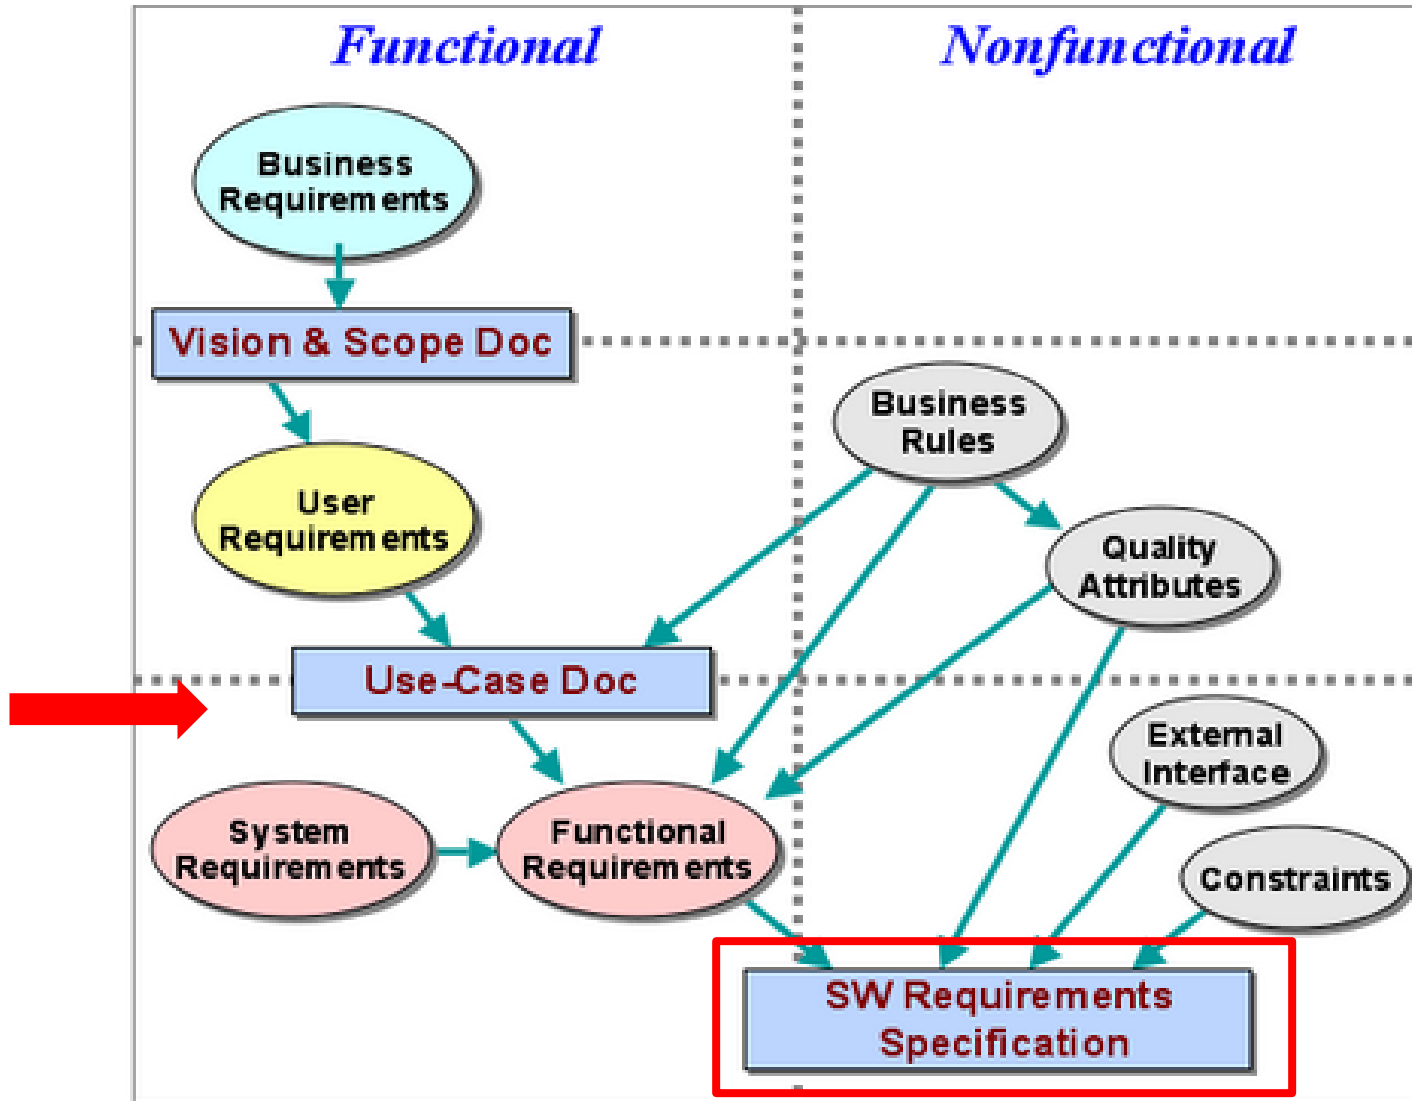 Functional
Nonfunctional
Business
Requirements
Vision & Scope Doc
Business
Rules
User
Requirements
Quality
Attributes
Use-Case Doc
External
Interface
System
Requirements
Functional
Requirements
Constraints
SW Requirements
Specification